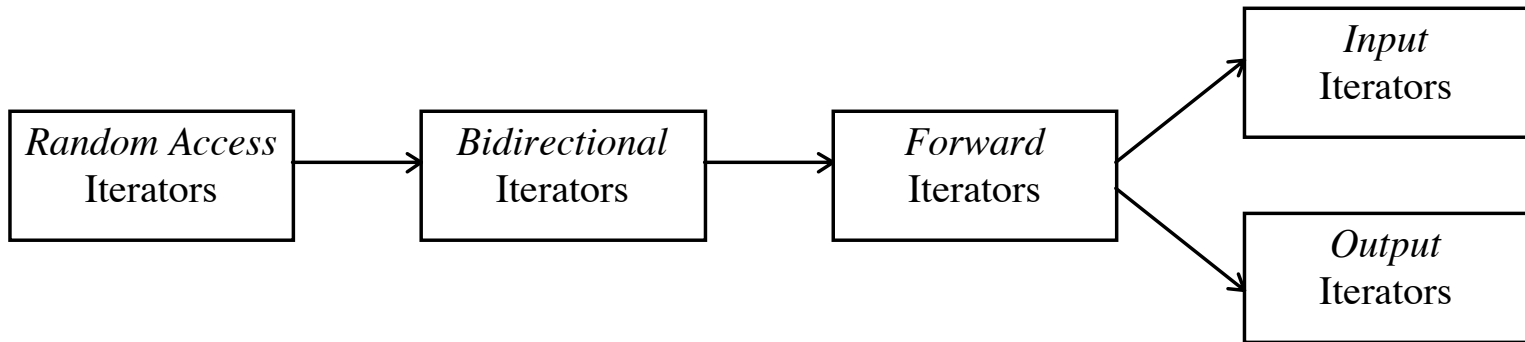 Random Access
Iterators
Bidirectional
Iterators
Forward
Iterators
Input
Iterators
Output
Iterators